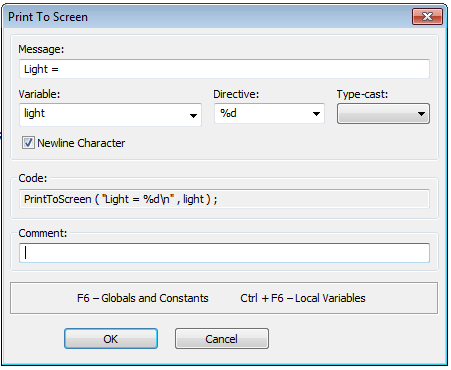 Print To Screen
Message:
Light =
Variable: Directive: Type-cast:
light %d
Newline Character
Code:
PrintToScreen ( "Light = %d\n" , light ) ;
Comment:
F6 – Globals and Constants Ctrl + F6 – Local Variables
OK Cancel